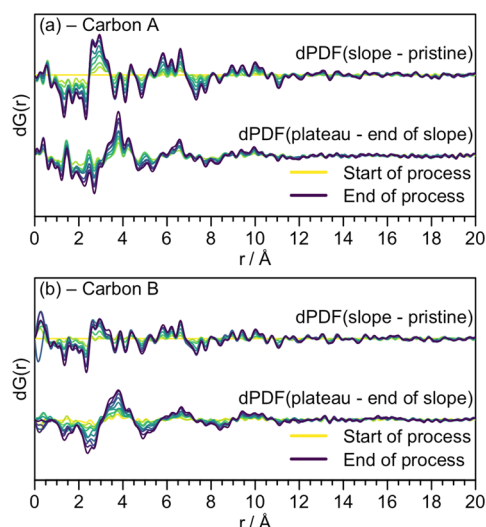 (a) – Carbon A
dPDF(slope - pristine)
dG(r)
dPDF(plateau - end of slope)
Start of process
End of process
0 2 4 6 8 10 12 14 16 18 20
r / Å
(b) – Carbon B
dPDF(slope - pristine)
dG(r)
dPDF(plateau - end of slope)
Start of process
End of process
0 2 4 6 8 10 12 14 16 18 20
r / Å